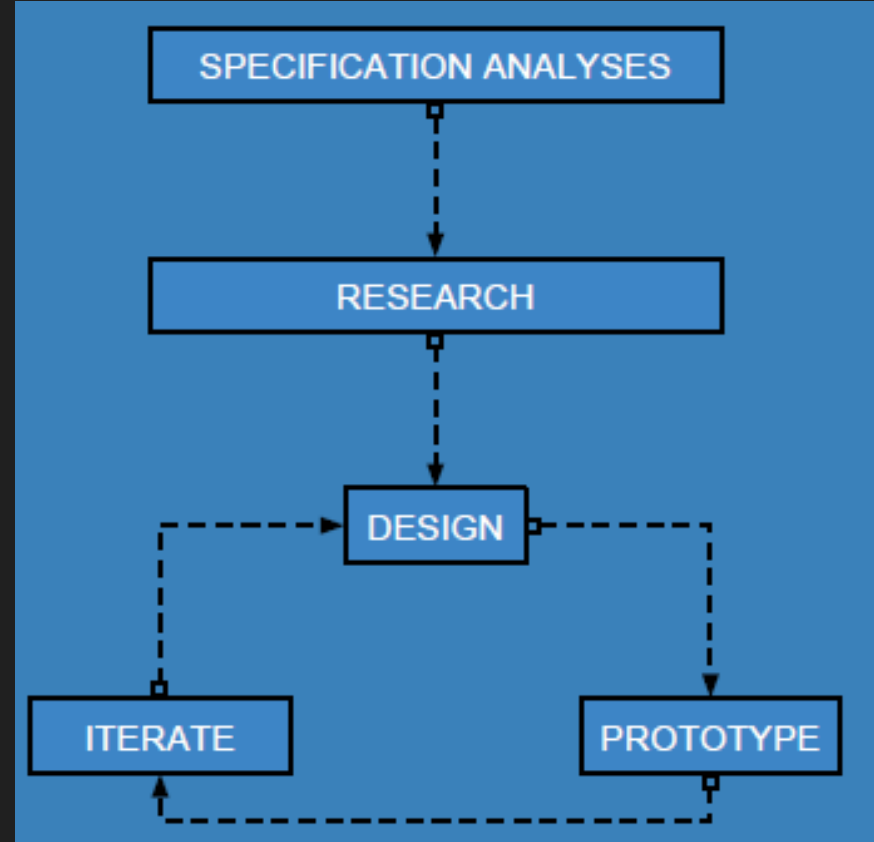 SPECIFICATION ANALYSES
RESEARCH
DESIGN
ITERATE
PROTOTYPE